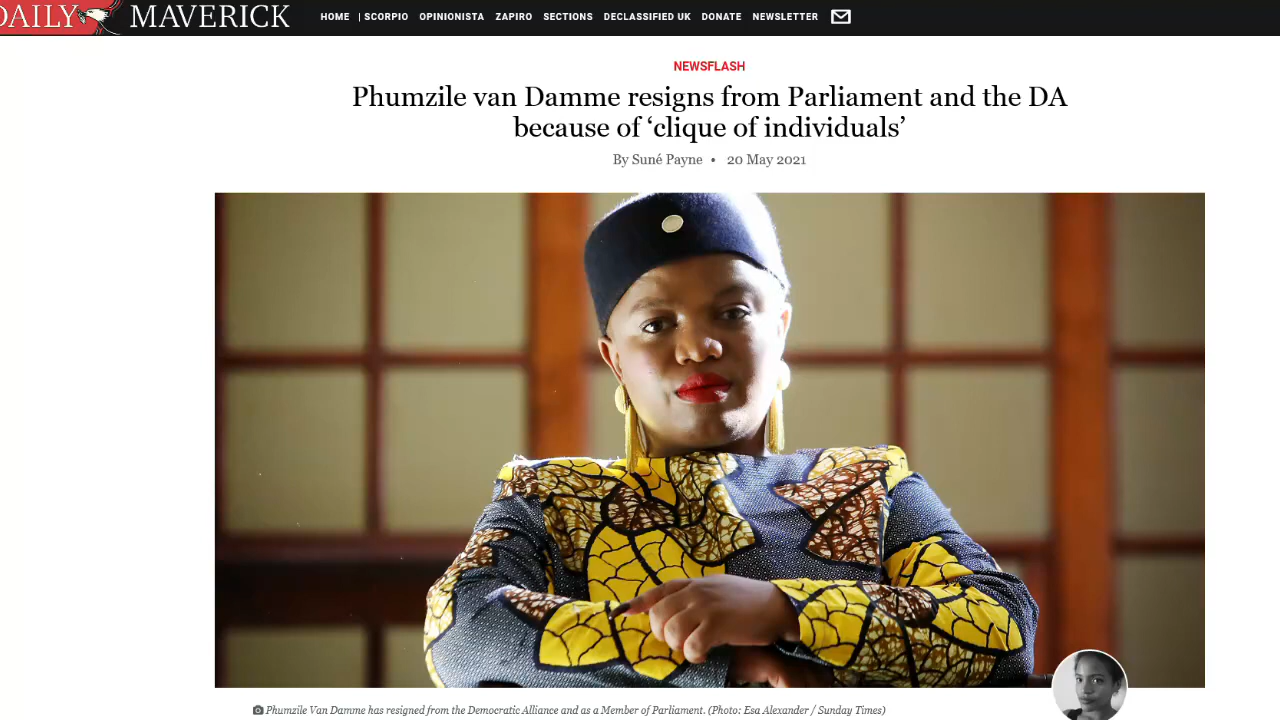 DAILY MAVERICK HOME | SCORPIO OPINIONISTA ZAPIRO SECTIONS DECLASSIFIED UK DONATE NEWSLETTER
NEWSFLASH
Phumzile van Damme resigns from Parliament and the DA
because of ‘clique of individuals’
By Suné Payne • 20 May 2021
Phumzile Van Damme has resigned from the Democratic Alliance and as a Member of Parliament. (Photo: Esa Alexander / Sunday Times)